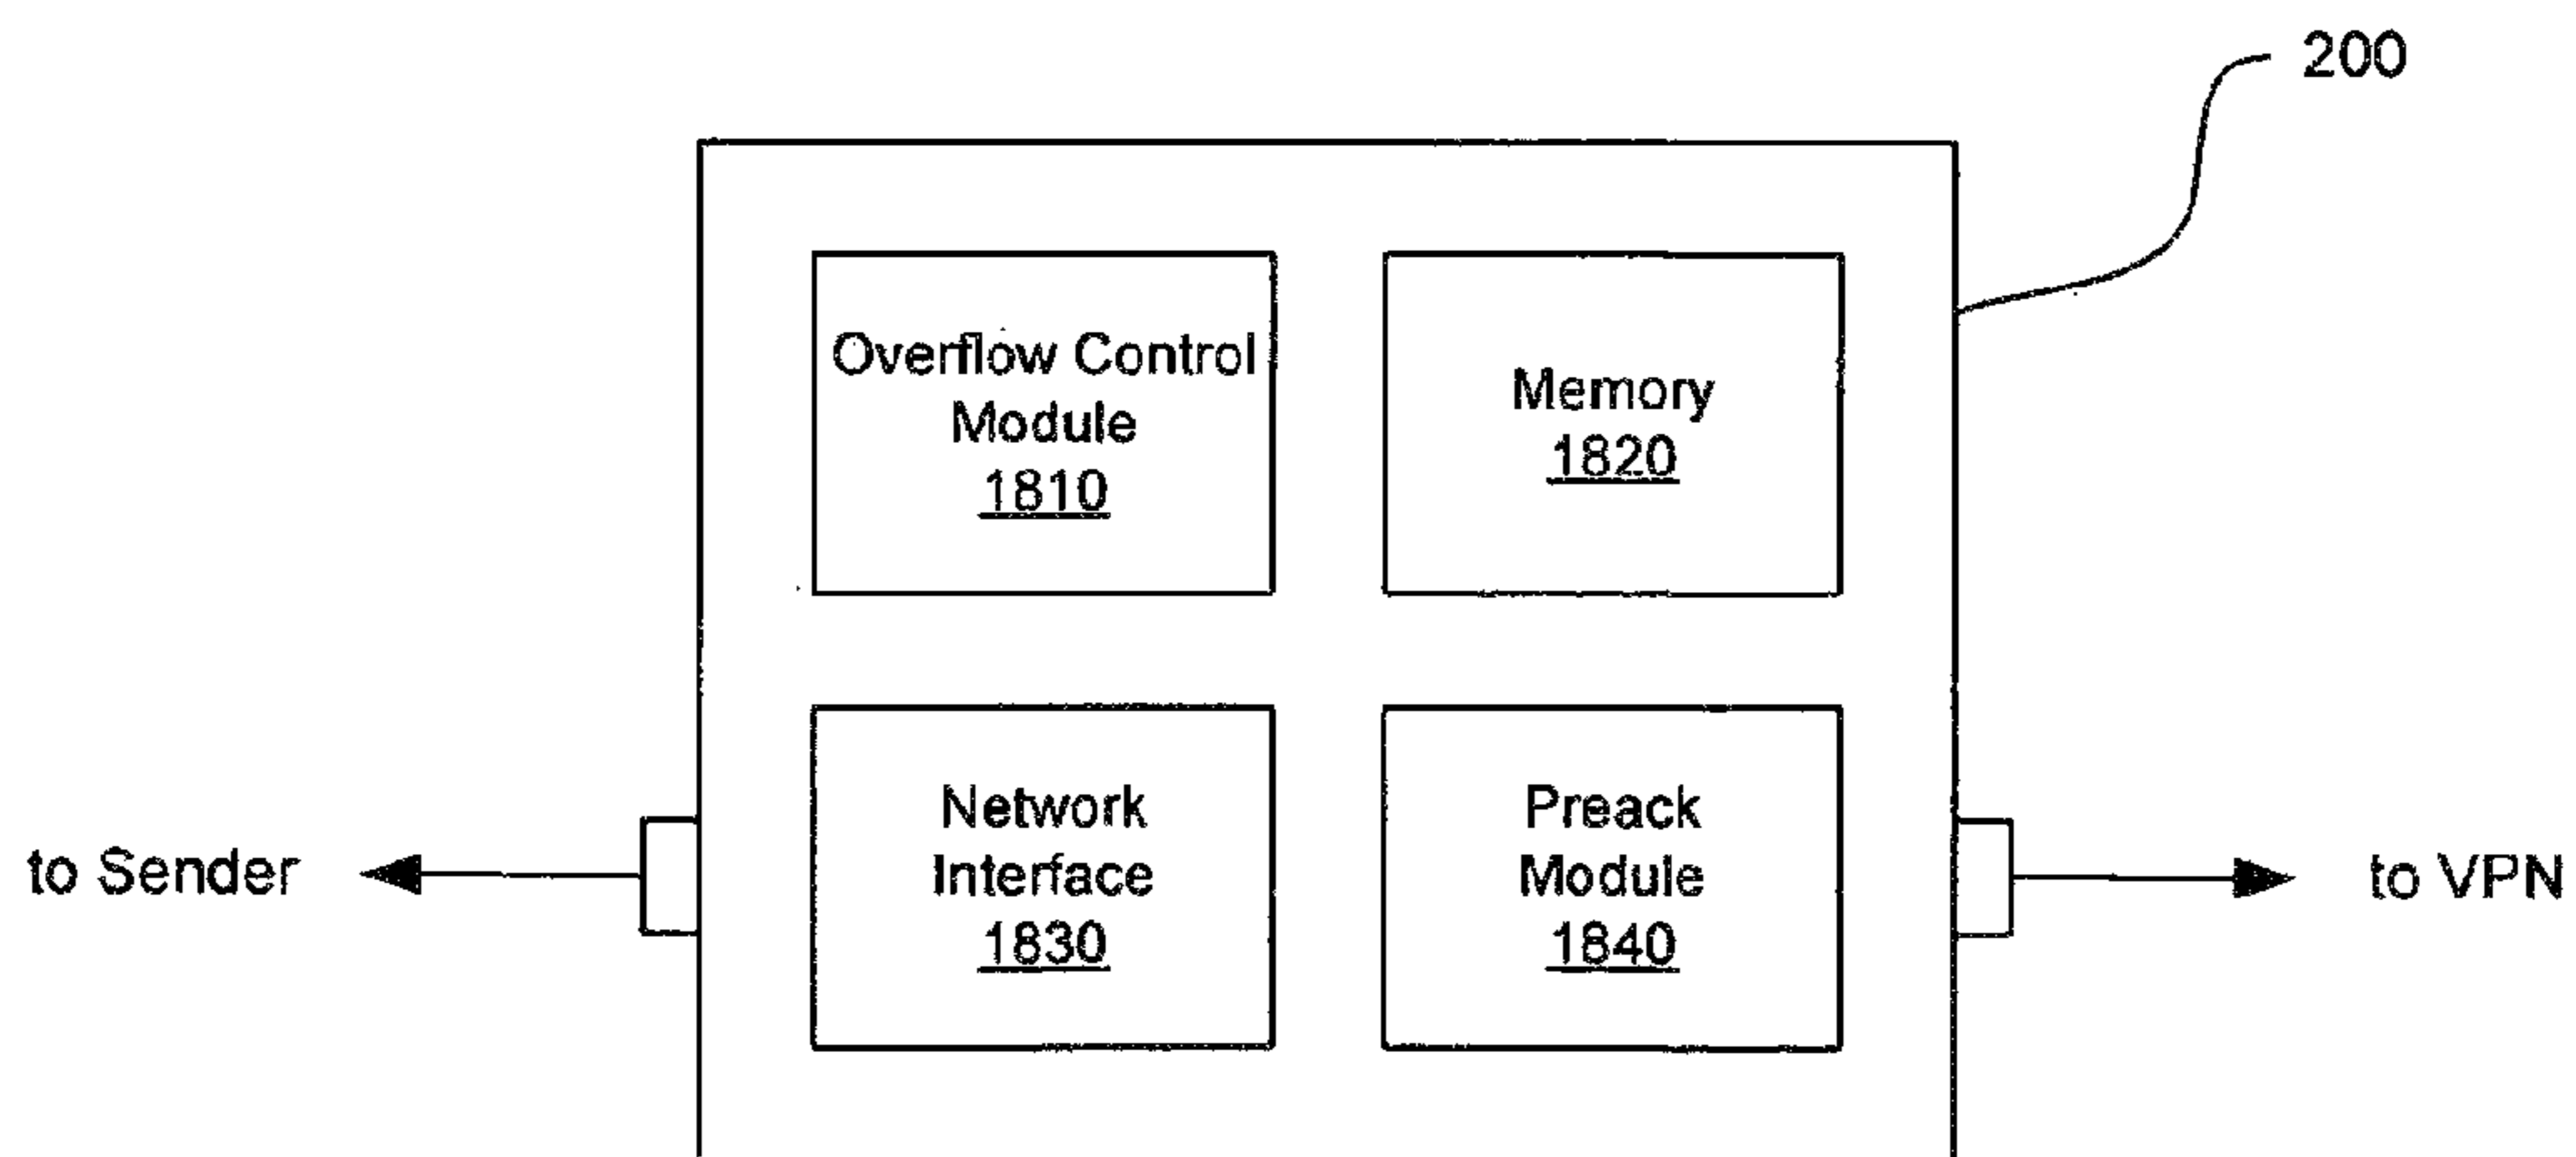 200
Overflow Control
Module
1810
Memory
1820
Network
Interface
1830
Preack
Module
1840
to Sender
to VPN